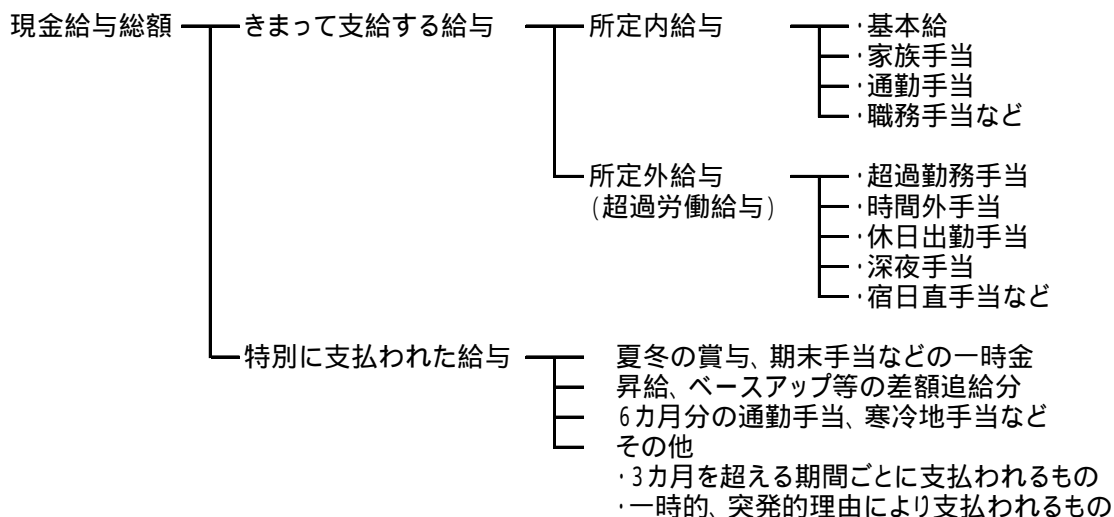 現金給与総額 きまって支給する給与 所定内給与 ・基本給
・家族手当
・通勤手当
・職務手当など
所定外給与 ・超過勤務手当
(超過労働給与) ・時間外手当
・休日出勤手当
・深夜手当
・宿日直手当など
特別に支払われた給与 夏冬の賞与、期末手当などの一時金
昇給、ベースアップ等の差額追給分
6カ月分の通勤手当、寒冷地手当など
その他
・3カ月を超える期間ごとに支払われるもの
・一時的、突発的理由により支払われるもの